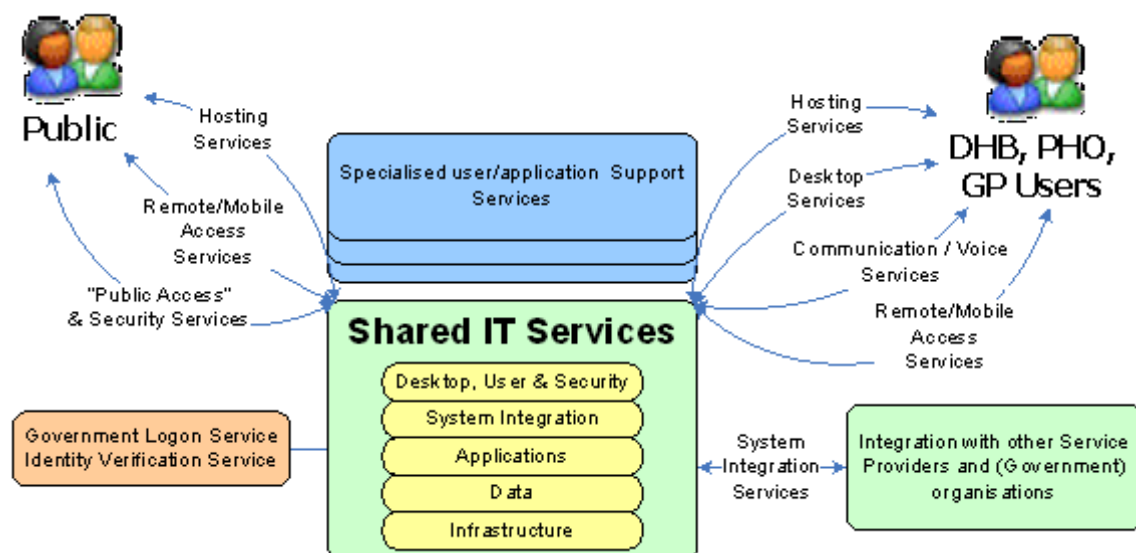 Public
Hosting
Services
Remote/Mobile
Access
Services
"Public Access"
& Security Services
Specialised user/application Support
Services
Hosting
Services
Desktop
Services
Communication / Voice
Services
Remote/Mobile
Access
Services
DHB, PHO,
GP Users
Shared IT Services
Desktop, User & Security
System Integration
Applications
Data
Infrastructure
Government Logon Service
Identity Verification Service
System
Integration
Services
Integration with other Service
Providers and (Government)
organisations